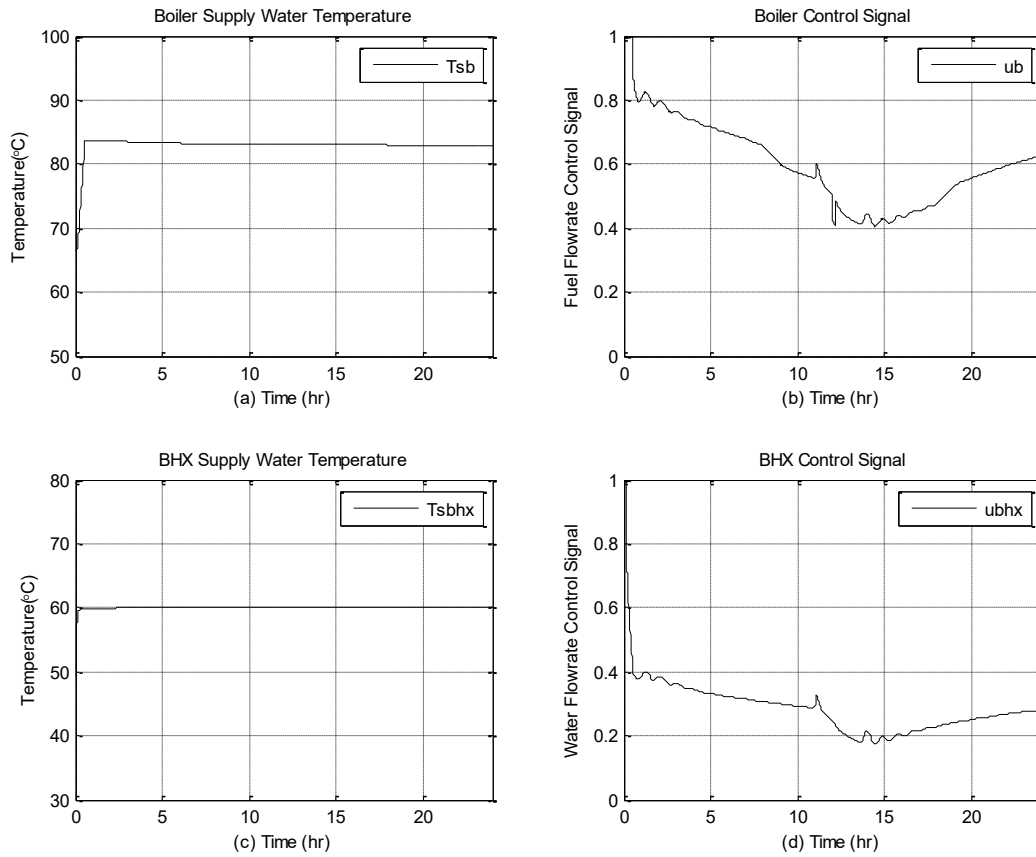 Boiler Supply Water Temperature
100
90
80
70
60
50
Temperature(°C)
Tsb
0 5 10 15 20
(a) Time (hr)
Boiler Control Signal
1
0.8
0.6
0.4
0.2
0
Fuel Flowrate Control Signal
ub
0 5 10 15 20
(b) Time (hr)
BHX Supply Water Temperature
80
70
60
50
40
30
Temperature(°C)
Tsbhx
0 5 10 15 20
(c) Time (hr)
BHX Control Signal
1
0.8
0.6
0.4
0.2
0
Water Flowrate Control Signal
ubhx
0 5 10 15 20
(d) Time (hr)